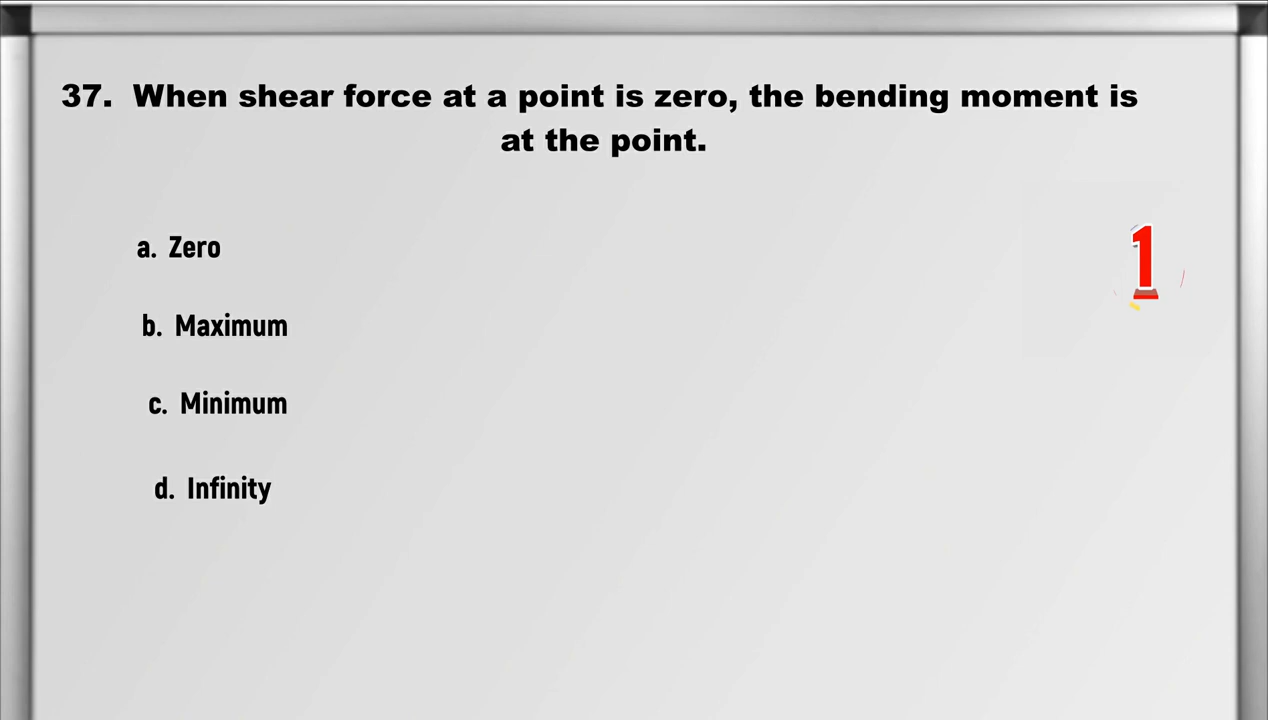 37. When shear force at a point is zero, the bending moment is
at the point.
a. Zero
1
b. Maximum
c. Minimum
d. Infinity